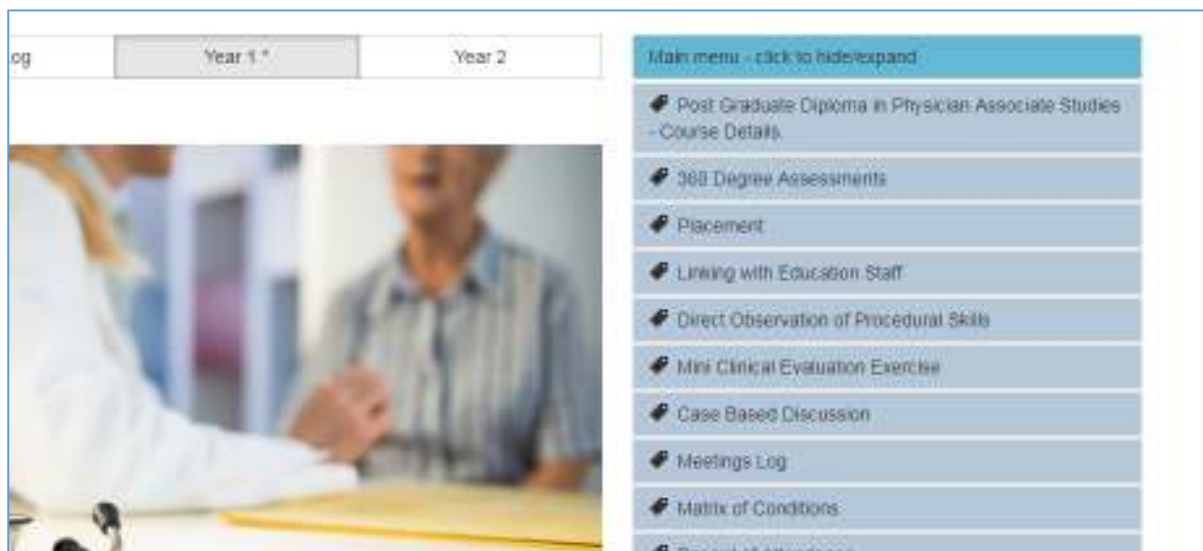 og
Year 1 *
Year 2
Main menu - click to hide/expand
Post Graduate Diploma in Physician Associate Studies
- Course Details
360 Degree Assessments
Placement
Linking with Education Staff
Direct Observation of Procedural Skills
Mini Clinical Evaluation Exercise
Case Based Discussion
Meetings Log
Matrix of Conditions